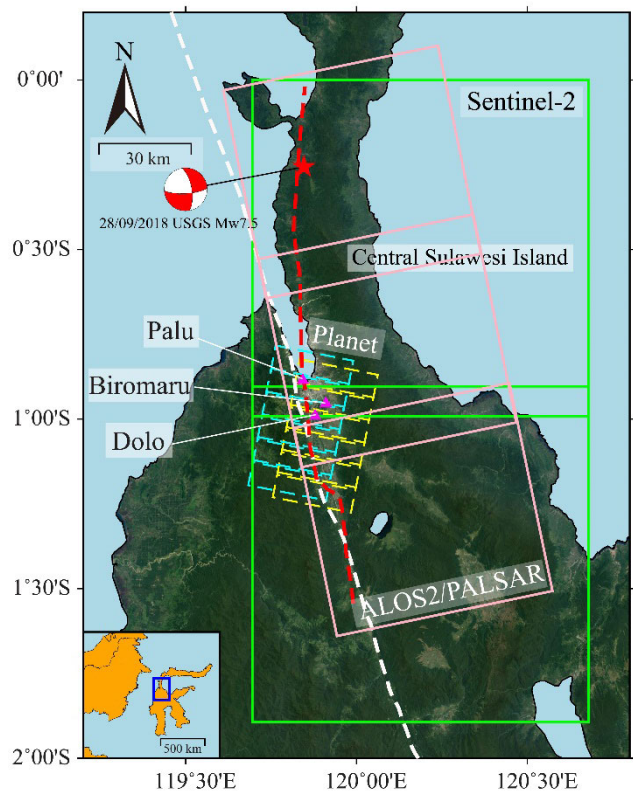 0°00'
N
Sentinel-2
30 km
28/09/2018 USGS Mw7.5
0°30'S
Central Sulawesi Island
Palu
Planet
Biromaru
1°00'S
Dolo
1°30'S
ALOS2/PALSAR
500 km
2°00'S
119°30'E
120°00'E
120°30'E